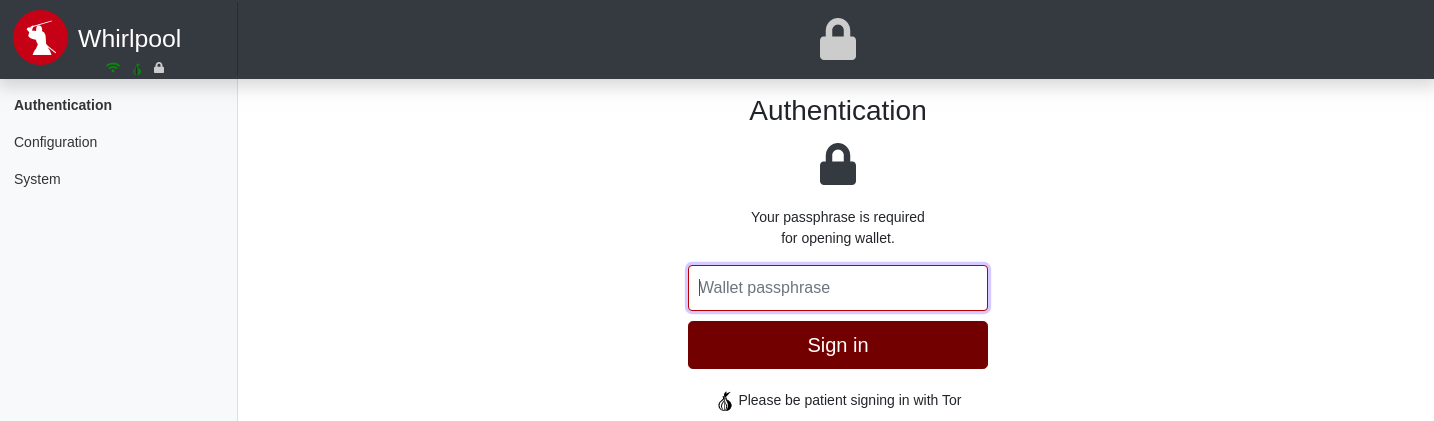 Whirlpool
Authentication
Configuration
System
Authentication
Your passphrase is required
for opening wallet.
Wallet passphrase
Sign in
Please be patient signing in with Tor